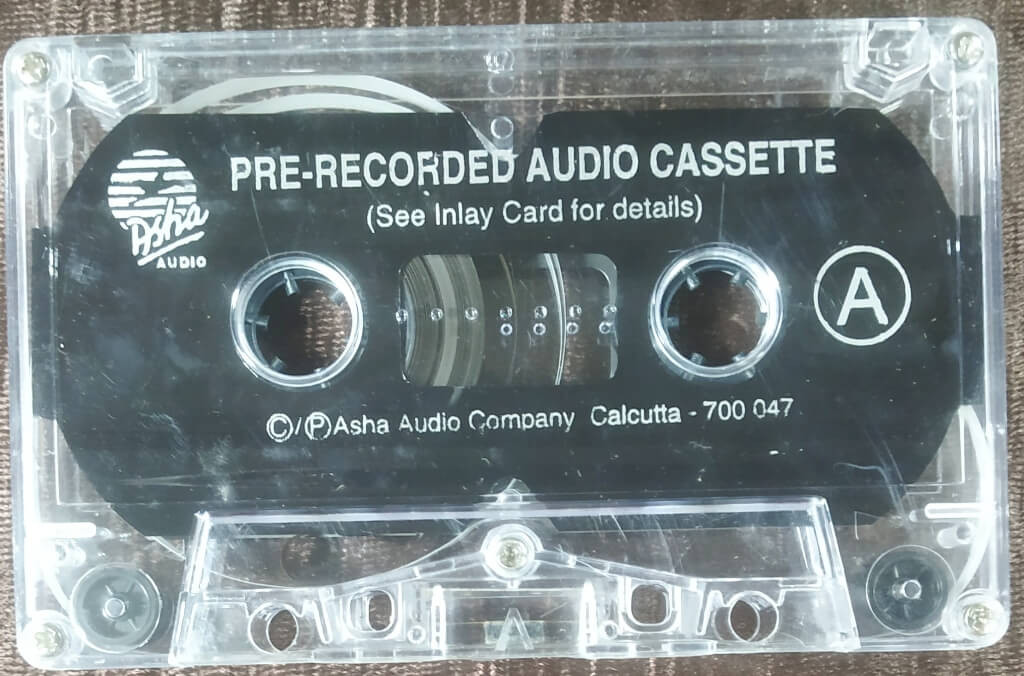 PRE-RECORDED AUDIO CASSETTE
(See Inlay Card for details)
Asha
AUDIO
A
©/℗Asha Audio Company Calcutta - 700 047
A